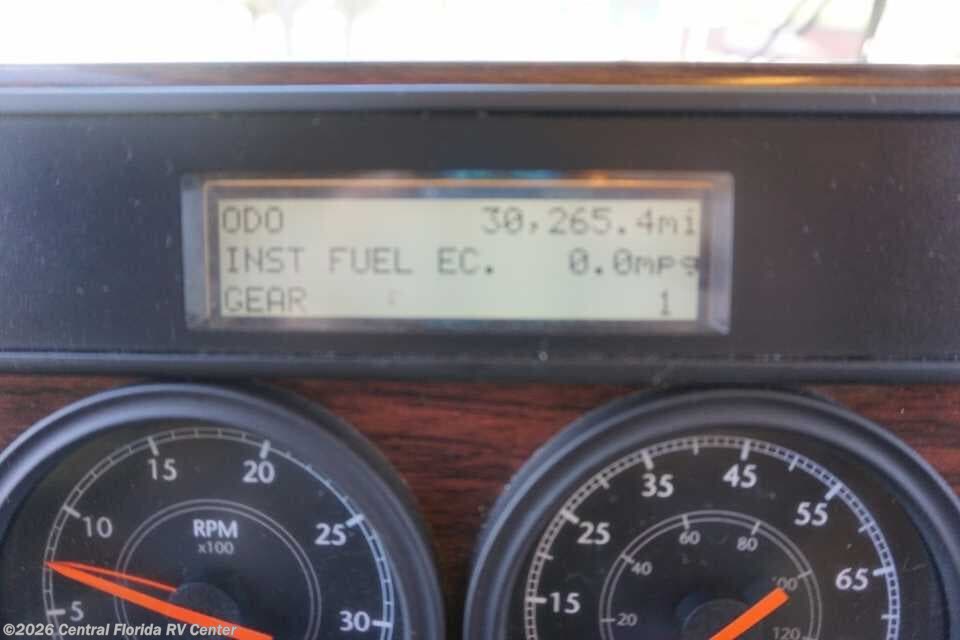 ODO 30,265.4mi
INST FUEL EC. 0.0mpg
GEAR 1
15 20
10 25
RPM
x100
5 30
35 45
25 55
60 80
40 100
15 65
20 120
©2026 Central Florida RV Center